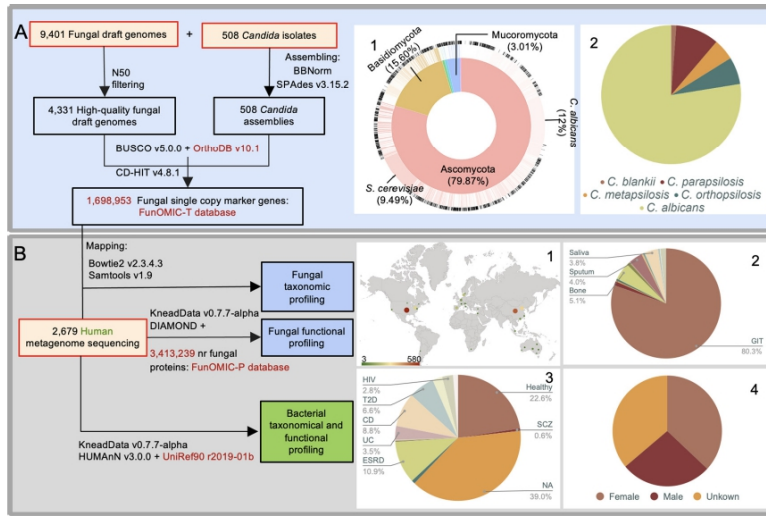 A
9,401 Fungal draft genomes
+
508 Candida isolates
N50
filtering
Assembling:
BBNorm
SPAdes v3.15.2
4,331 High-quality fungal
draft genomes
508 Candida
assemblies
BUSCO v5.0.0 + OrthoDB v10.1
CD-HIT v4.8.1
1,698,953 Fungal single copy marker genes:
FunOMIC-T database
1
Basidiomycota
(15.60%)
Mucoromycota
(3.01%)
C. albicans
(12%)
Ascomycota
(79.87%)
S. cerevisiae
(9.49%)
2
C. blankii
C. parapsilosis
C. metapsilosis
C. orthopsilosis
C. albicans
B
Mapping:
Bowtie2 v2.3.4.3
Samtools v1.9
Fungal
taxonomic
profiling
2,679 Human
metagenome sequencing
KneadData v0.7.7-alpha
DIAMOND +
3,413,239 nr fungal
proteins: FunOMIC-P database
Fungal functional
profiling
KneadData v0.7.7-alpha
HUMAnN v3.0.0 + UniRef90 r2019-01b
Bacterial
taxonomical and
functional
profiling
1
3
580
2
Saliva
3.8%
Sputum
4.0%
Bone
5.1%
GIT
80.3%
3
HIV
2.8%
T2D
6.6%
CD
8.8%
UC
3.5%
ESRD
10.9%
Healthy
22.6%
SCZ
0.6%
NA
39.0%
4
Female
Male
Unkown